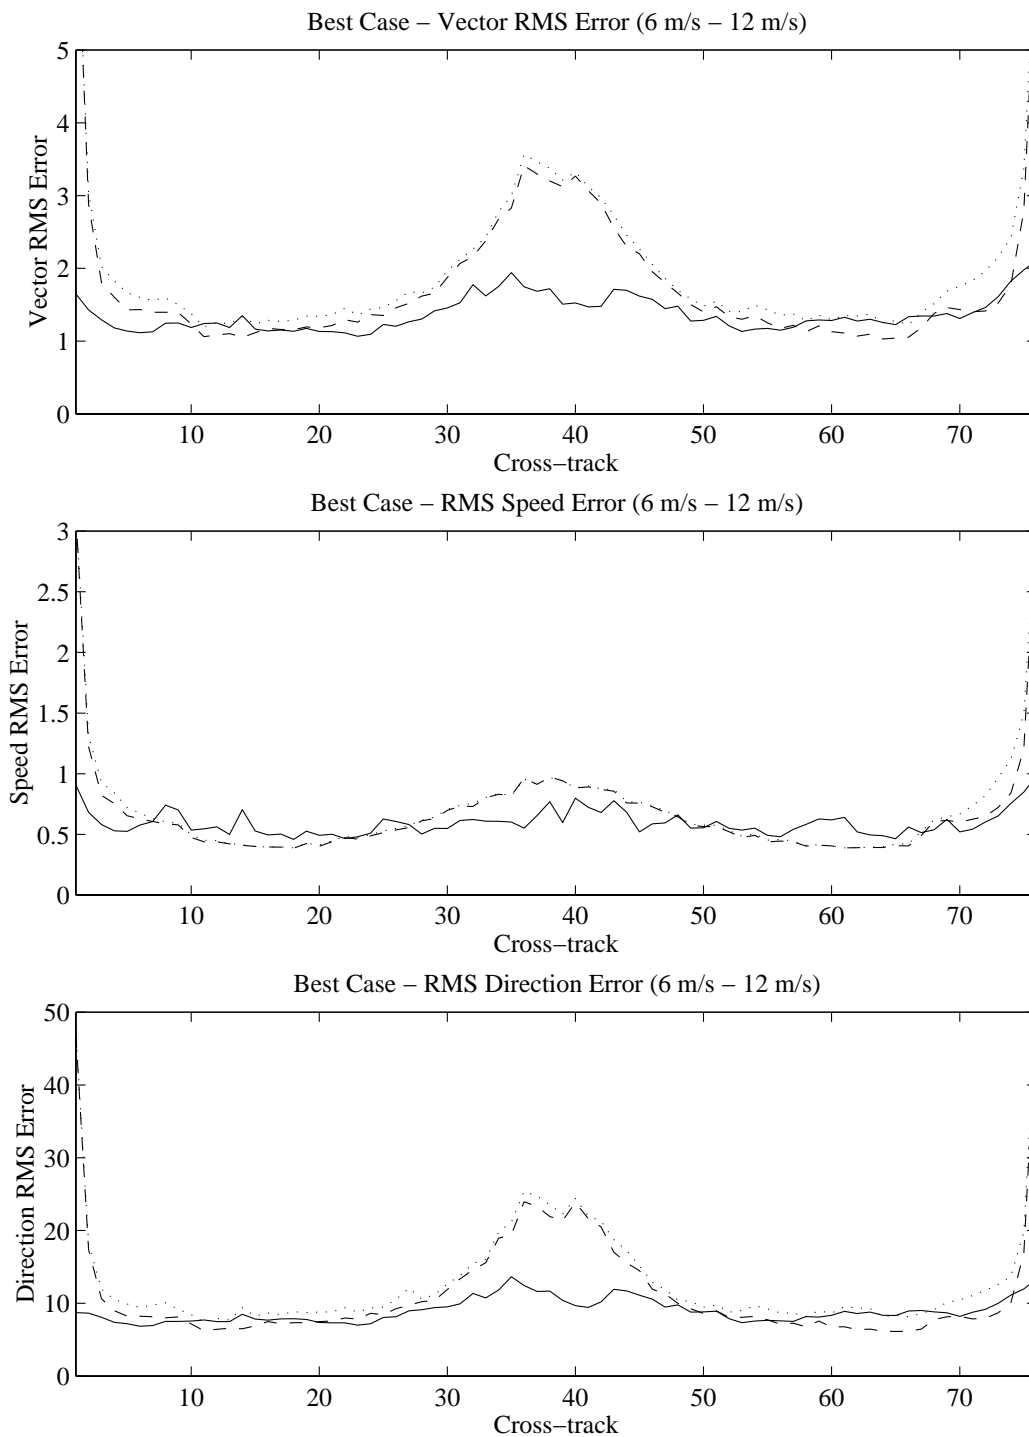 Best Case – Vector RMS Error (6 m/s – 12 m/s)
5
4
3
2
1
0
Vector RMS Error
10 20 30 40 50 60 70
Cross–track
Best Case – RMS Speed Error (6 m/s – 12 m/s)
3
2.5
2
1.5
1
0.5
0
Speed RMS Error
10 20 30 40 50 60 70
Cross–track
Best Case – RMS Direction Error (6 m/s – 12 m/s)
50
40
30
20
10
0
Direction RMS Error
10 20 30 40 50 60 70
Cross–track